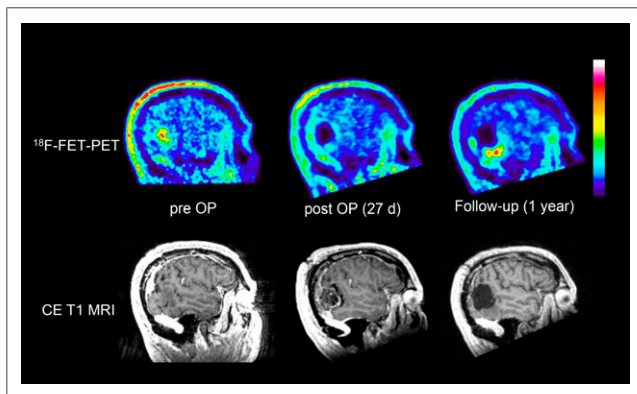 ¹⁸F-FET-PET
pre OP
post OP (27 d)
Follow-up (1 year)
CE T1 MRI